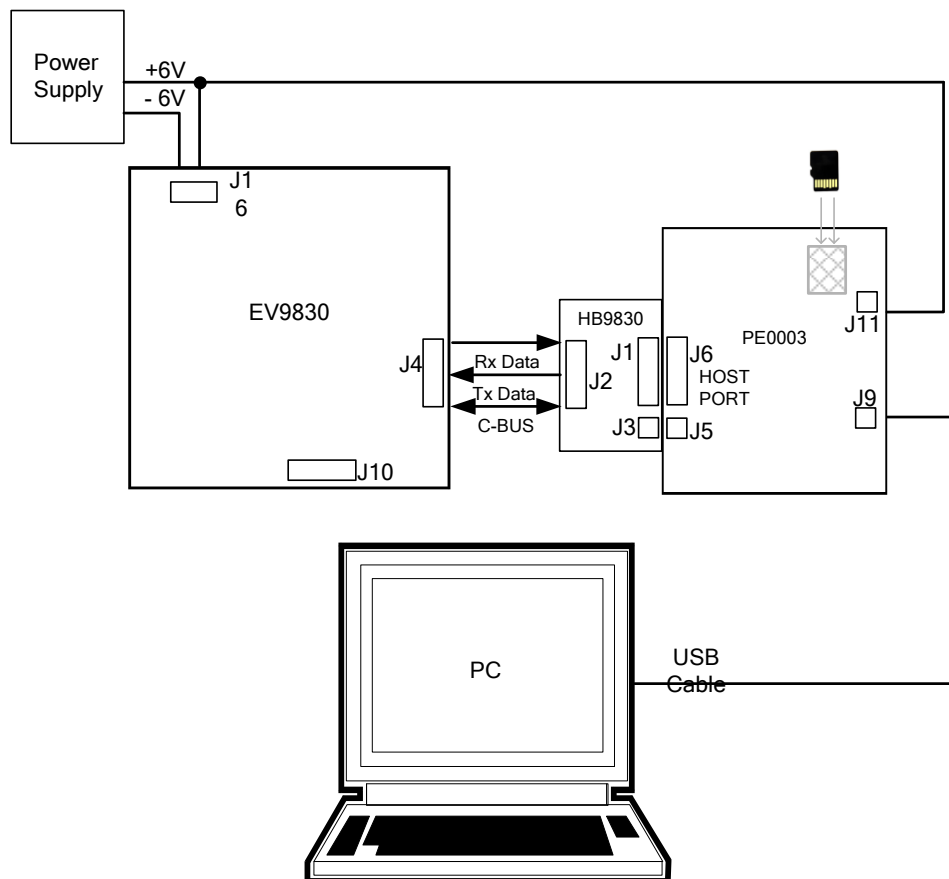 Power
Supply
+6V
- 6V
J1
6
EV9830
J4
Rx Data
Tx Data
C-BUS
J10
HB9830
J1
J2
J3
J6
HOST
PORT
J5
PE0003
J11
J9
PC
USB
Cable